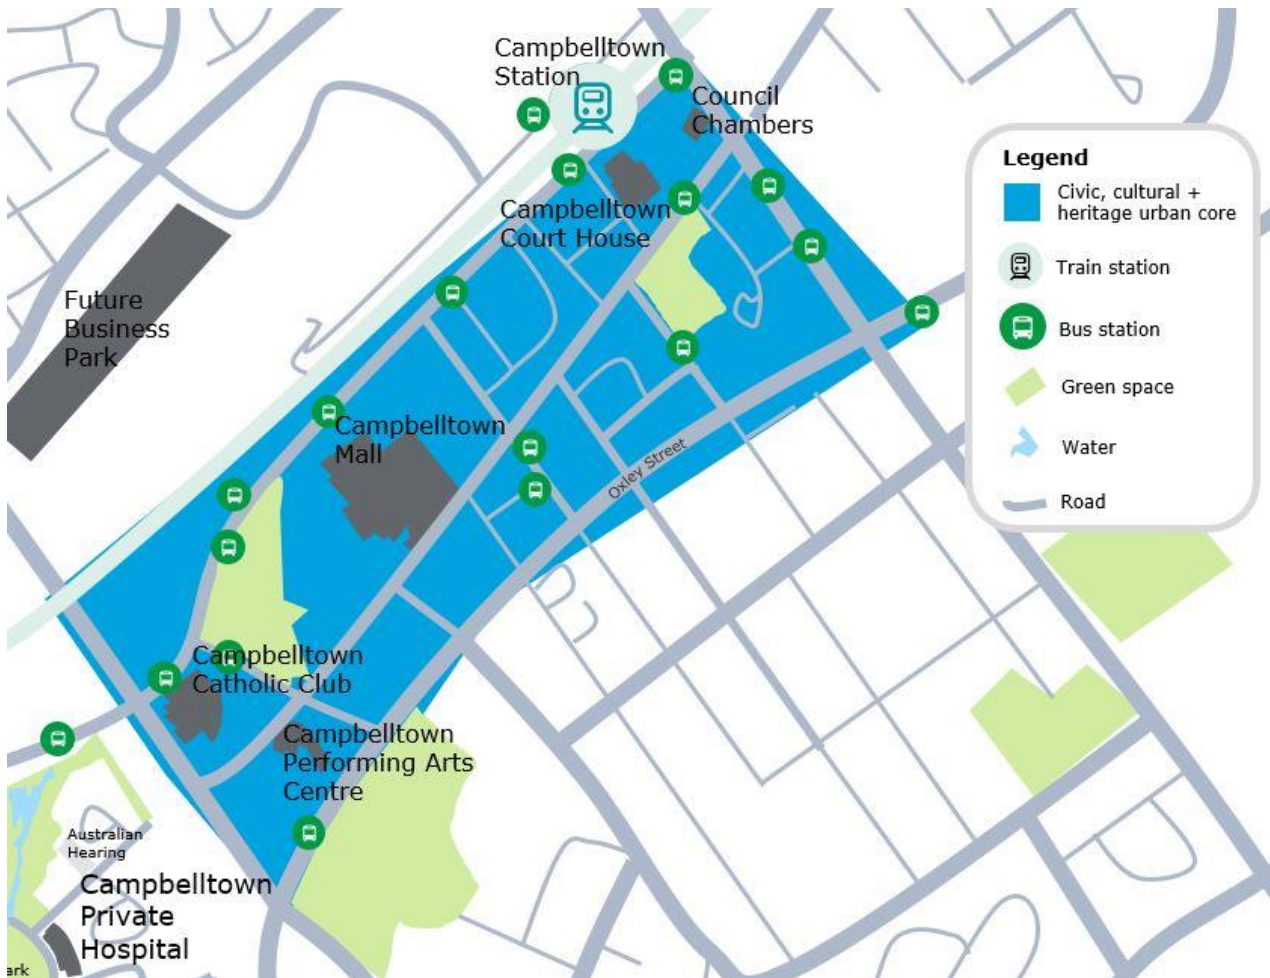 Campbelltown
Station
Council
Chambers
Legend
Civic, cultural +
heritage urban core
Train station
Bus station
Green space
Water
Road
Campbelltown
Court House
Future
Business
Park
Campbelltown
Mall
Oxley Street
Campbelltown
Catholic Club
Campbelltown
Performing Arts
Centre
Australian
Hearing
Campbelltown
Private
Hospital
ark